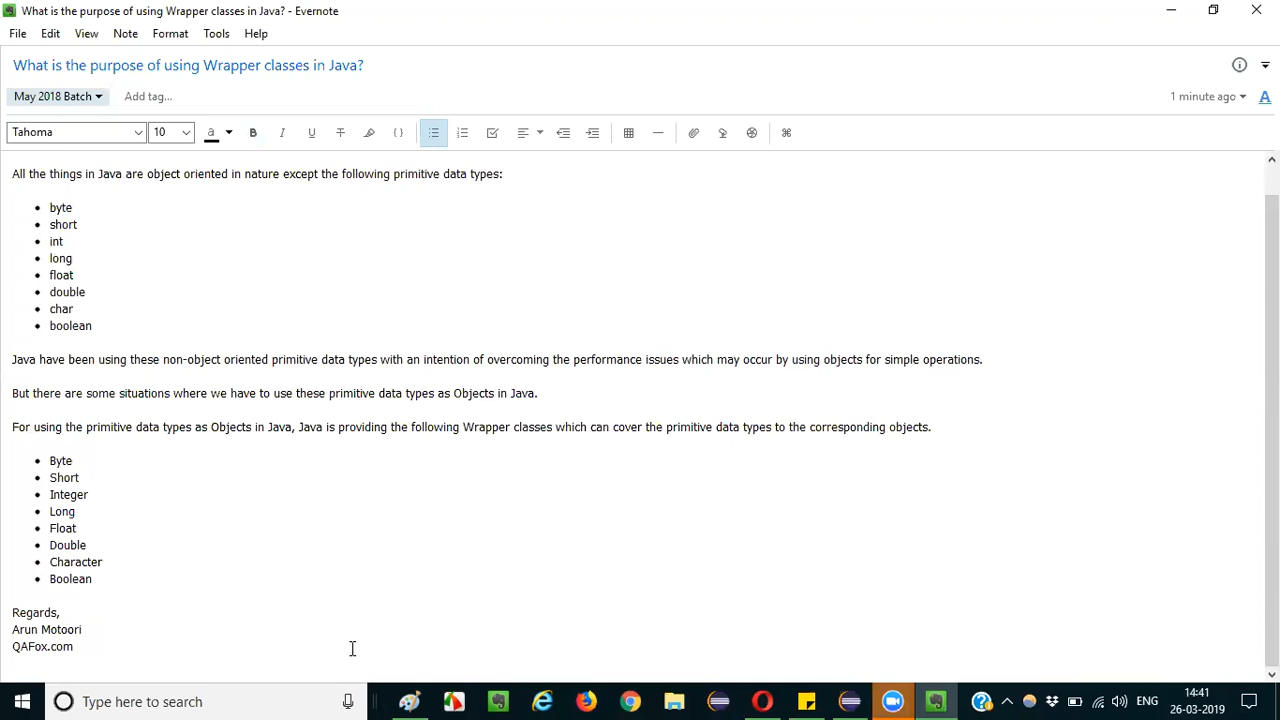 What is the purpose of using Wrapper classes in Java? - Evernote
File Edit View Note Format Tools Help
What is the purpose of using Wrapper classes in Java?
May 2018 Batch Add tag... 1 minute ago
Tahoma 10
All the things in Java are object oriented in nature except the following primitive data types:
• byte
• short
• int
• long
• float
• double
• char
• boolean
Java have been using these non-object oriented primitive data types with an intention of overcoming the performance issues which may occur by using objects for simple operations.
But there are some situations where we have to use these primitive data types as Objects in Java.
For using the primitive data types as Objects in Java, Java is providing the following Wrapper classes which can cover the primitive data types to the corresponding objects.
• Byte
• Short
• Integer
• Long
• Float
• Double
• Character
• Boolean
Regards,
Arun Motoori
QAFox.com
Type here to search
ENG
14:41
26-03-2019